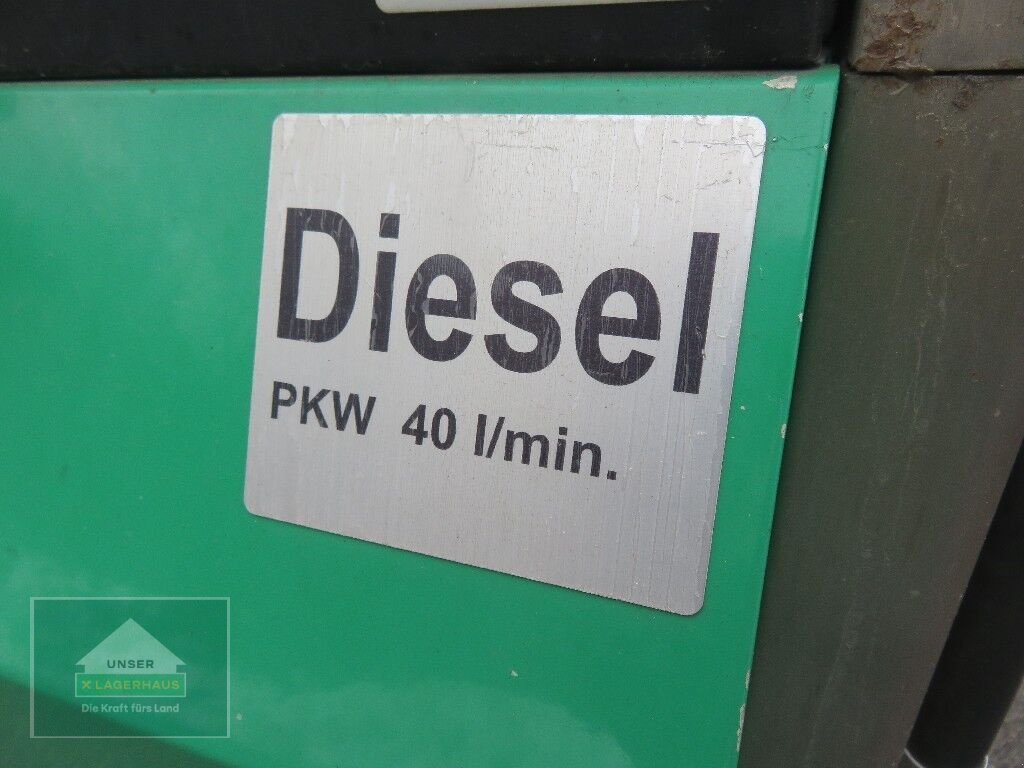 Diesel
PKW 40 l/min.
UNSER
X LAGERHAUS
Die Kraft fürs Land